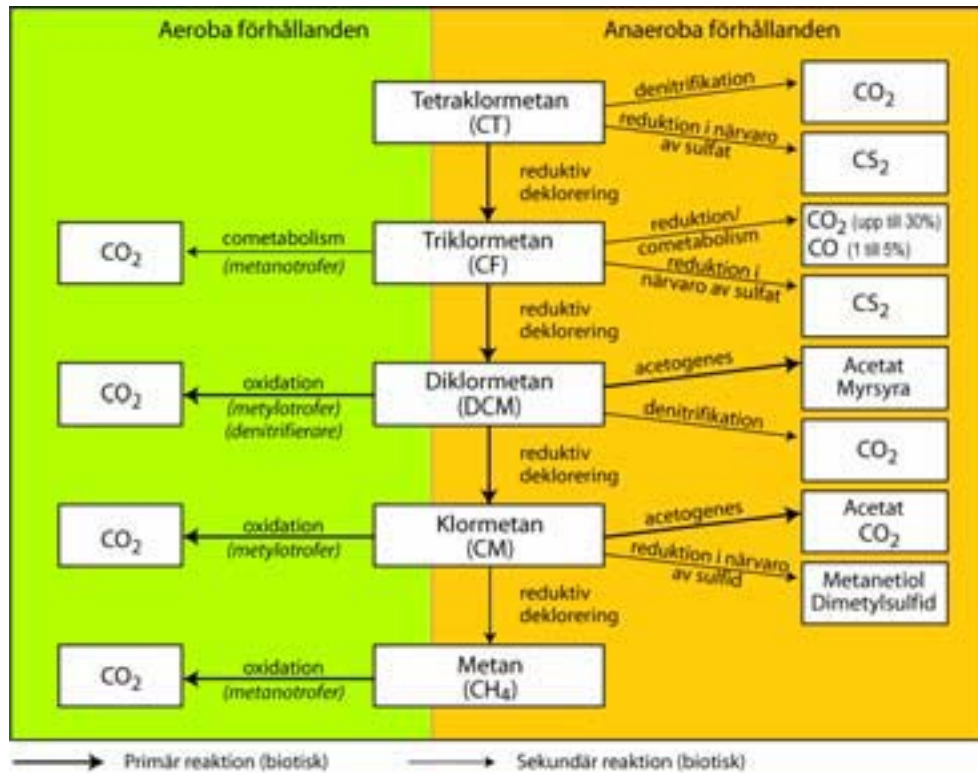 Aeroba förhållanden
Anaeroba förhållanden
Tetraklormetan
(CT)
denitrifikation
CO2
reduktion i närvaro
av sulfat
CS2
reduktiv
deklorering
CO2
cometabolism
(metanotrofer)
Triklormetan
(CF)
reduktion/
cometabolism
CO2 (upp till 30%)
CO (1 till 5%)
reduktion i
närvaro av sulfat
CS2
reduktiv
deklorering
CO2
oxidation
(metylotrofer)
(denitrifierare)
Diklormetan
(DCM)
acetogenes
Acetat
Myrsyra
denitrifikation
CO2
reduktiv
deklorering
CO2
oxidation
(metylotrofer)
Klormetan
(CM)
acetogenes
Acetat
CO2
reduktion i närvaro
av sulfid
Metanetiol
Dimetylsulfid
reduktiv
deklorering
CO2
oxidation
(metanotrofer)
Metan
(CH4)
Primär reaktion (biotisk)
Sekundär reaktion (biotisk)